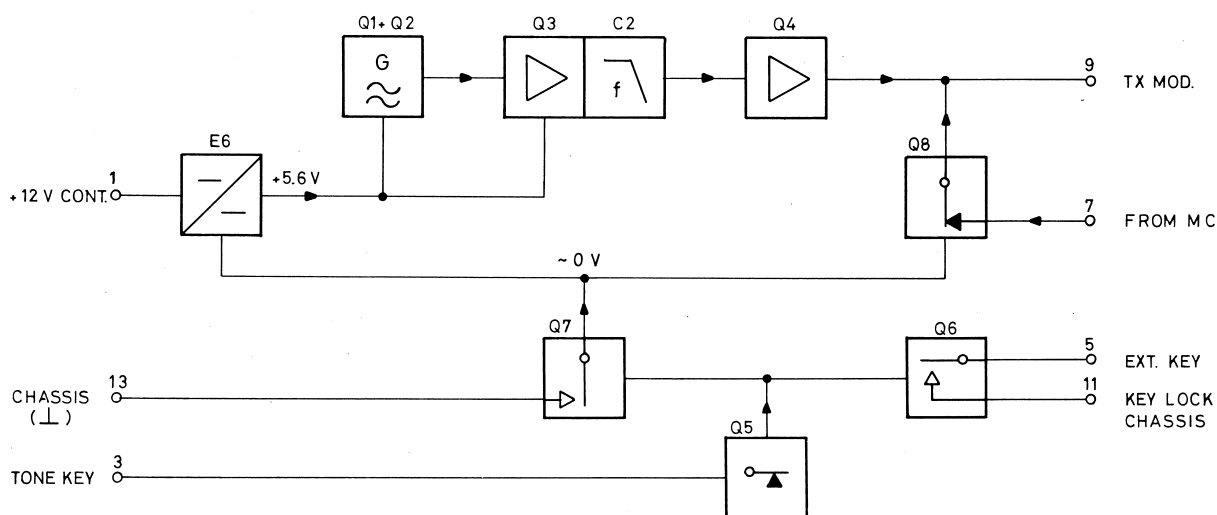 Q1+ Q2
Q3
C2
Q4
G
f
9
TX MOD.
E6
Q8
+5.6 V
1
+12 V CONT.
7
FROM MC
~ 0 V
Q7
Q6
5
EXT. KEY
13
CHASSIS
(⊥)
11
KEY LOCK
CHASSIS
Q5
3
TONE KEY